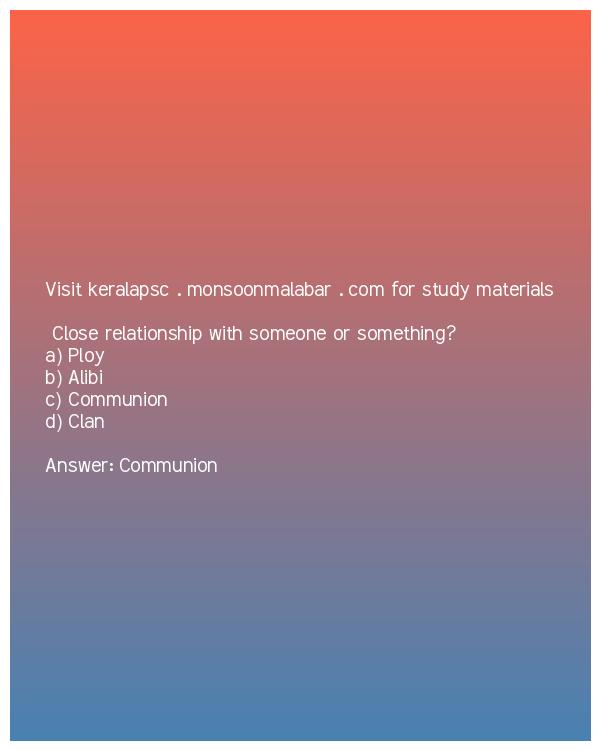 Visit keralapsc . monsoonmalabar . com for study materials
Close relationship with someone or something?
a) Ploy
b) Alibi
c) Communion
d) Clan
Answer: Communion